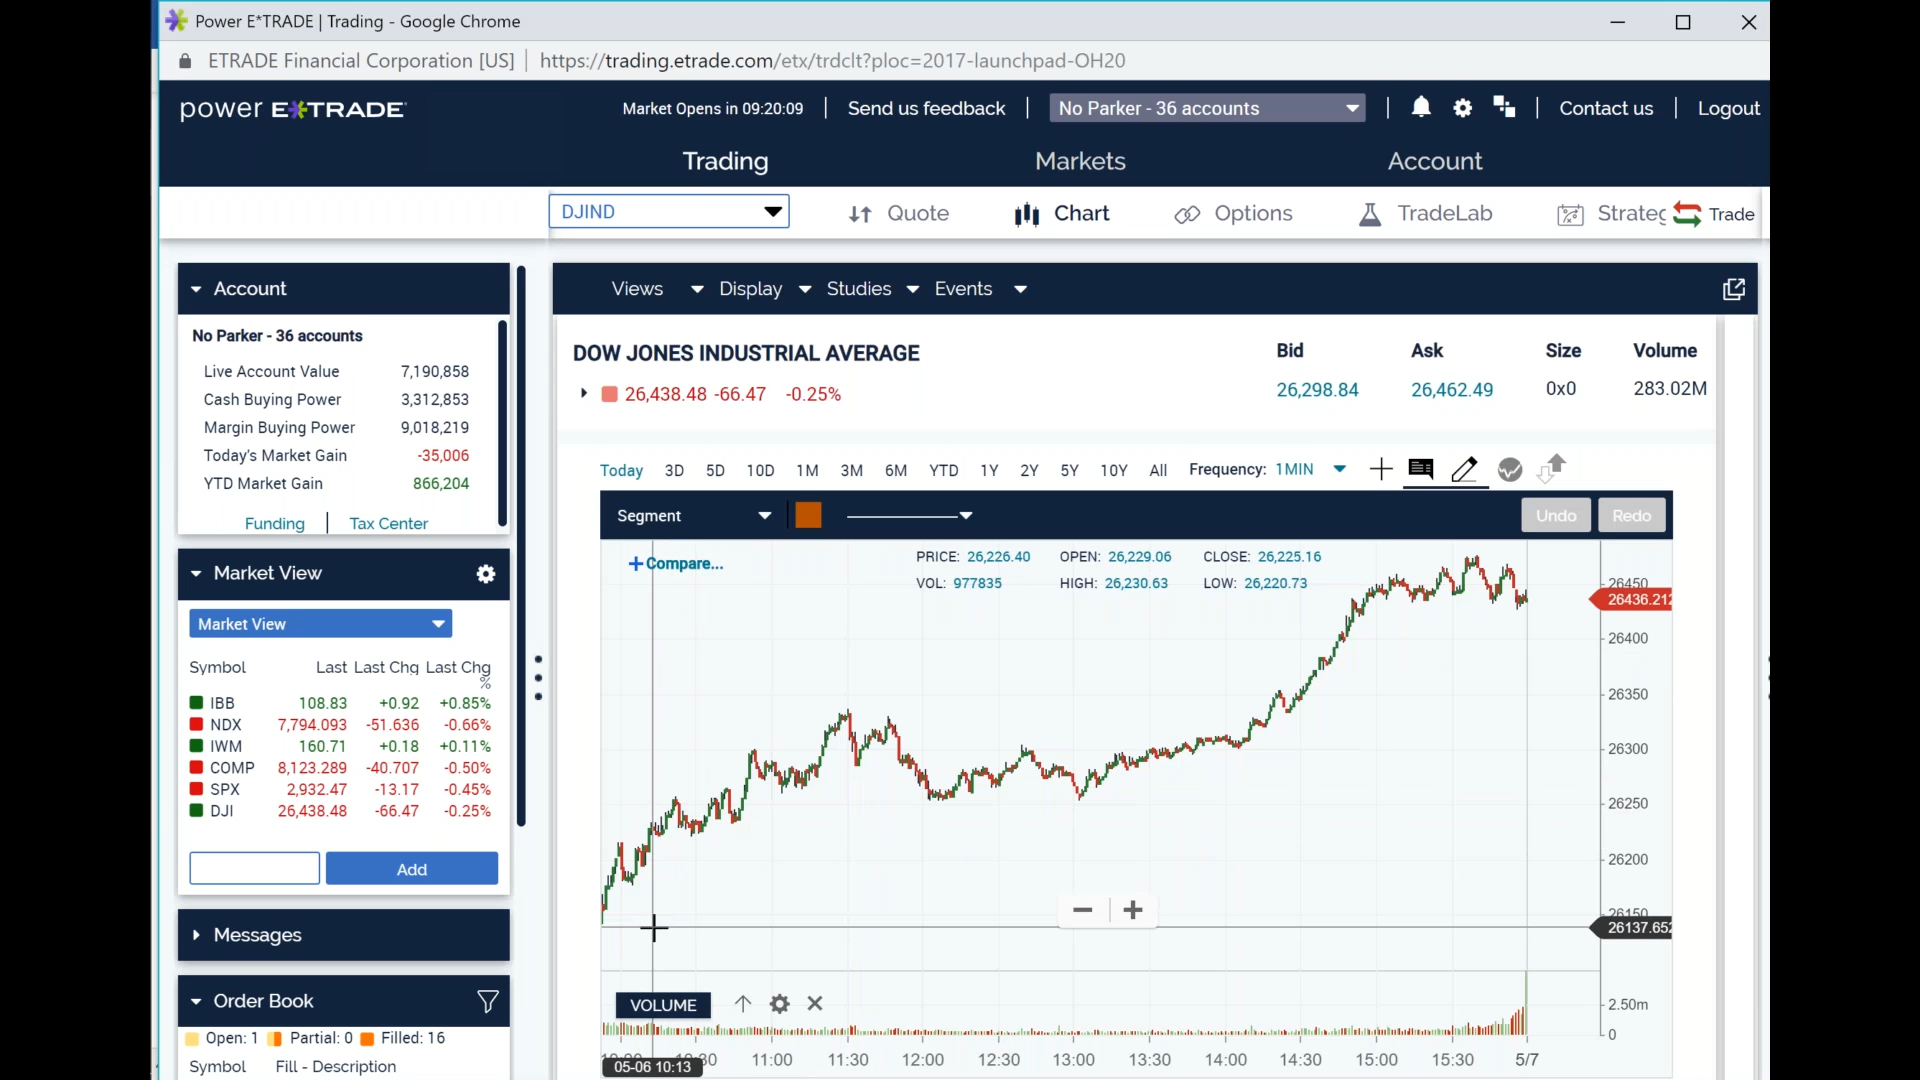 Power E*TRADE | Trading - Google Chrome
ETRADE Financial Corporation [US] https://trading.etrade.com/etx/trdclt?ploc=2017-launchpad-OH20
power E*TRADE
Market Opens in 09:20:09 | Send us feedback | No Parker - 36 accounts | Contact us | Logout
Trading Markets Account
DJIND Quote Chart Options TradeLab Strateg Trade
Account
No Parker - 36 accounts
Live Account Value 7,190,858
Cash Buying Power 3,312,853
Margin Buying Power 9,018,219
Today's Market Gain -35,006
YTD Market Gain 866,204
Funding | Tax Center
Market View
Market View
Symbol Last Last Chg Last Chg
%
IBB 108.83 +0.92 +0.85%
NDX 7,794.093 -51.636 -0.66%
IWM 160.71 +0.18 +0.11%
COMP 8,123.289 -40.707 -0.50%
SPX 2,932.47 -13.17 -0.45%
DJI 26,438.48 -66.47 -0.25%
Add
Messages
Order Book
Open: 1 Partial: 0 Filled: 16
Symbol Fill - Description
Views Display Studies Events
DOW JONES INDUSTRIAL AVERAGE
26,438.48 -66.47 -0.25%
Bid Ask Size Volume
26,298.84 26,462.49 0x0 283.02M
Today 3D 5D 10D 1M 3M 6M YTD 1Y 2Y 5Y 10Y All Frequency: 1MIN
Segment Undo Redo
+Compare...
PRICE: 26,226.40 OPEN: 26,229.06 CLOSE: 26,225.16
VOL: 977835 HIGH: 26,230.63 LOW: 26,220.73
26450
26436.212
26400
26350
26300
26250
26200
26150
26137.652
VOLUME
2.50m
0
11:00 11:30 12:00 12:30 13:00 13:30 14:00 14:30 15:00 15:30 5/7
05-06 10:13